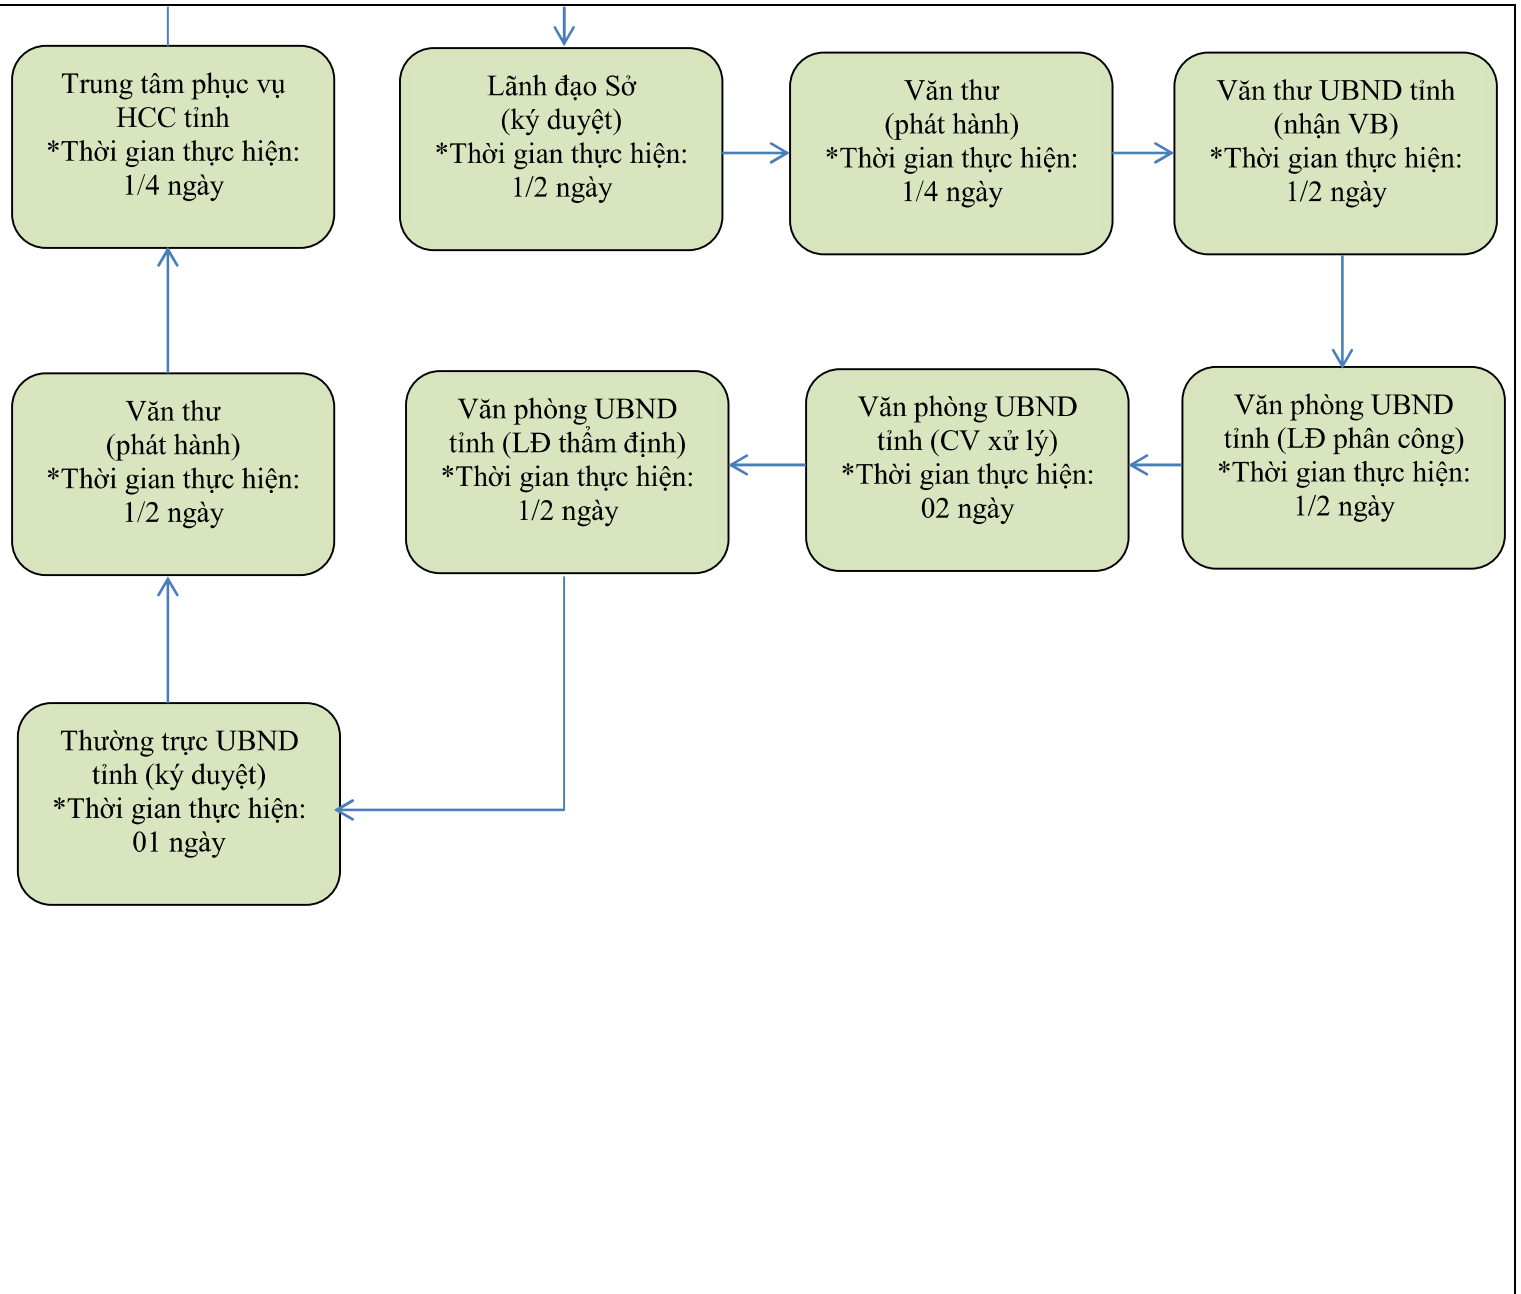 Trung tâm phục vụ
HCC tỉnh
*Thời gian thực hiện:
1/4 ngày
Lãnh đạo Sở
(ký duyệt)
*Thời gian thực hiện:
1/2 ngày
Văn thư
(phát hành)
*Thời gian thực hiện:
1/4 ngày
Văn thư UBND tỉnh
(nhận VB)
*Thời gian thực hiện:
1/2 ngày
Văn thư
(phát hành)
*Thời gian thực hiện:
1/2 ngày
Văn phòng UBND
tỉnh (LĐ thẩm định)
*Thời gian thực hiện:
1/2 ngày
Văn phòng UBND
tỉnh (CV xử lý)
*Thời gian thực hiện:
02 ngày
Văn phòng UBND
tỉnh (LĐ phân công)
*Thời gian thực hiện:
1/2 ngày
Thường trực UBND
tỉnh (ký duyệt)
*Thời gian thực hiện:
01 ngày